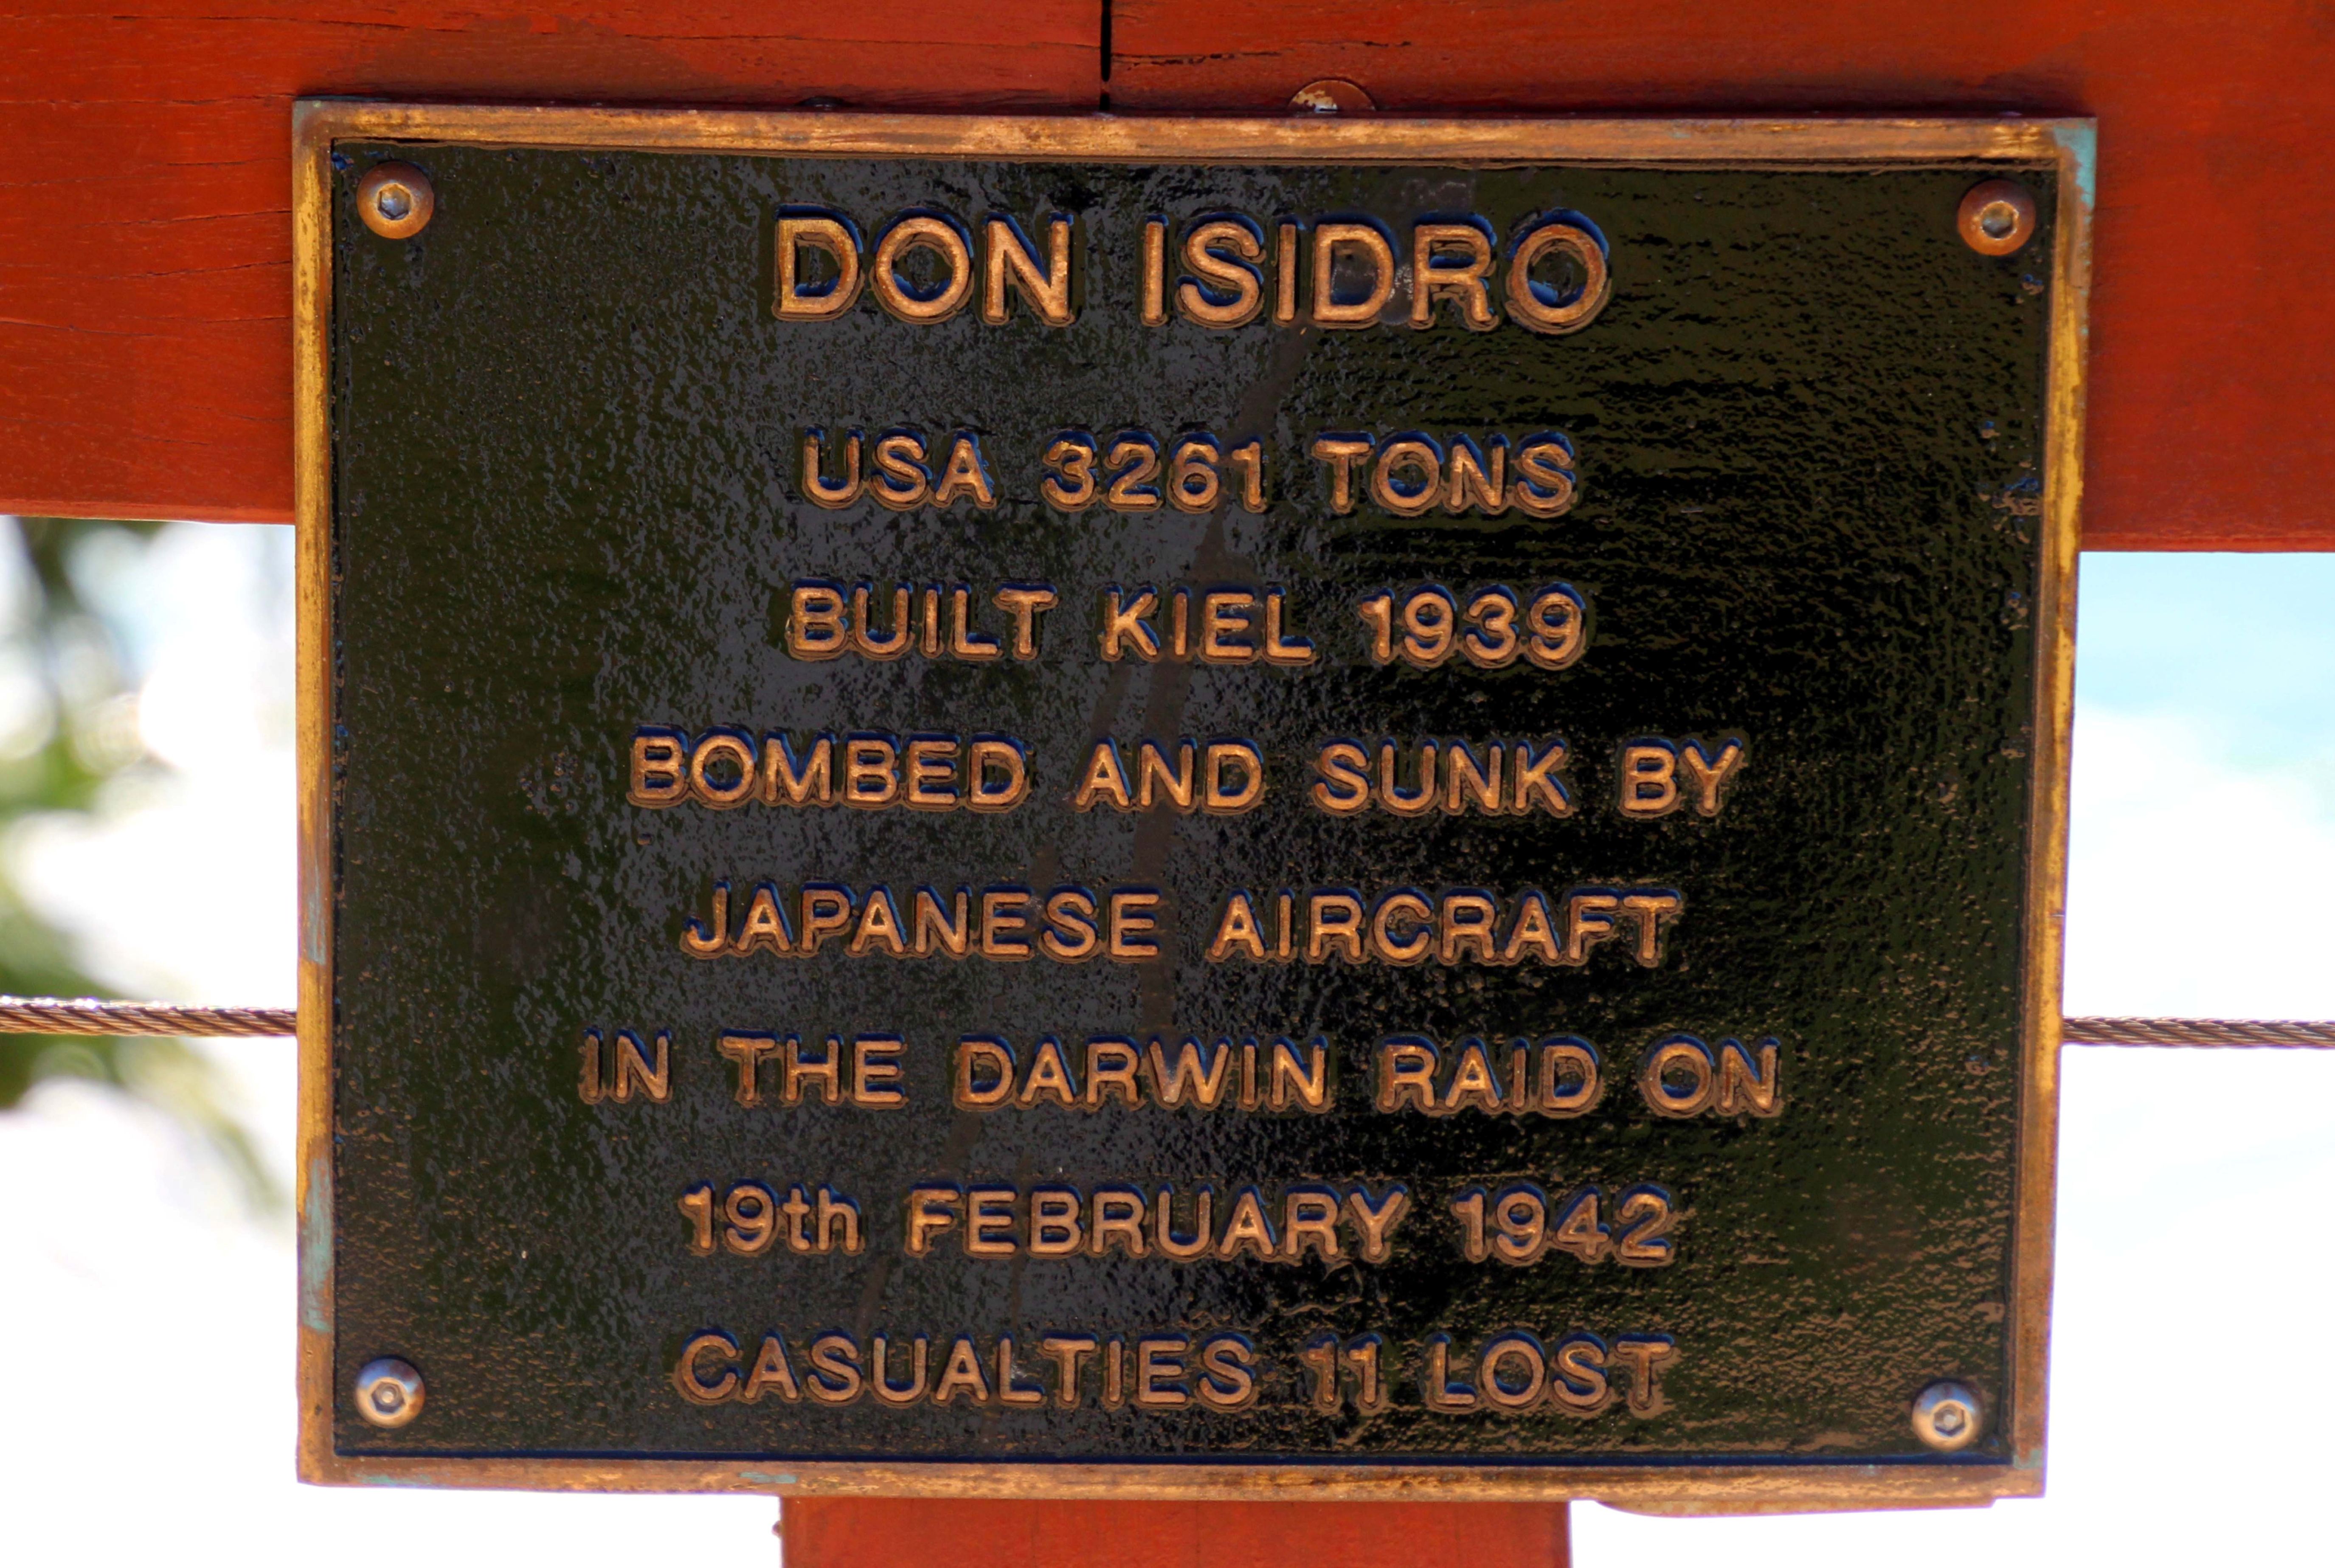 DON ISIDRO
USA 3261 TONS
BUILT KIEL 1939
BOMBED AND SUNK BY
JAPANESE AIRCRAFT
IN THE DARWIN RAID ON
19th FEBRUARY 1942
CASUALTIES 11 LOST